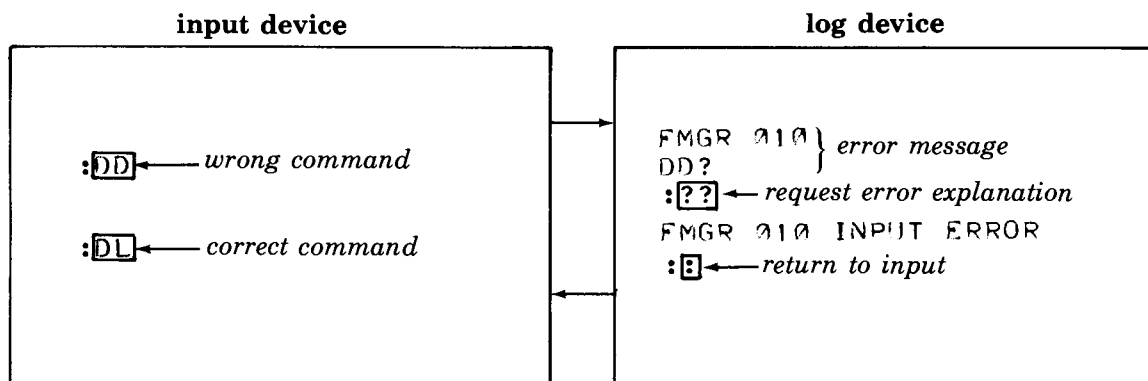 input device
:DD wrong command
:DL correct command
log device
FMGR 010
DD?
error message
:?? request error explanation
FMGR 010 INPUT ERROR
:: return to input